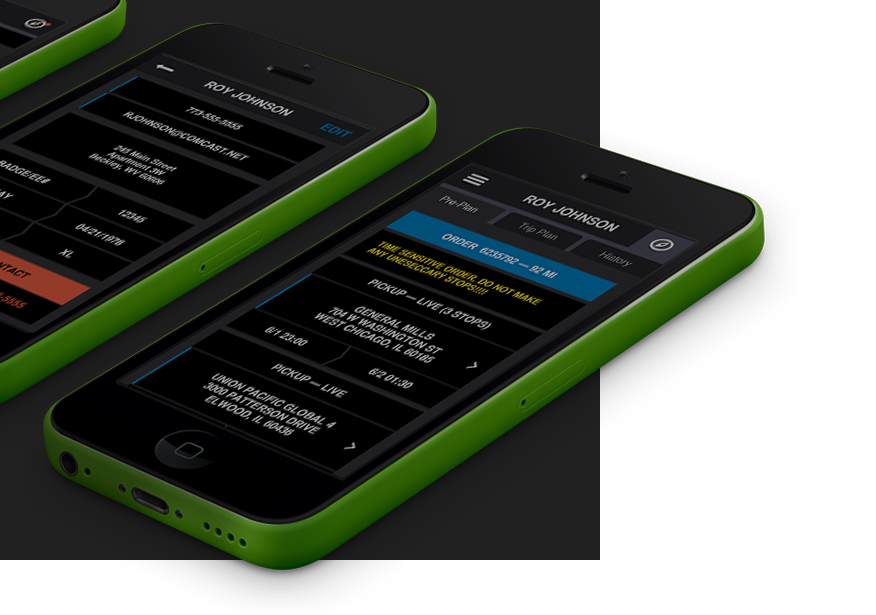 ROY JOHNSON
EDIT
773-555-5555
RJOHNSON@COMCAST.NET
245 Main Street
Apartment 3W
Beckley, WV 60606
BADGE/EE#
12345
04/21/1976
XL
ROY JOHNSON
Pre-Plan
Trip Plan
History
ORDER 6235792 — 92 MI
TIME SENSITIVE ORDER, DO NOT MAKE
ANY UNESECCARY STOPS!!!!
PICKUP — LIVE (3 STOPS)
GENERAL MILLS
704 W WASHINGTON ST
WEST CHICAGO, IL 60185
6/1 23:00
6/2 01:30
PICKUP — LIVE
UNION PACIFIC GLOBAL 4
3000 PATTERSON DRIVE
ELWOOD, IL 60436